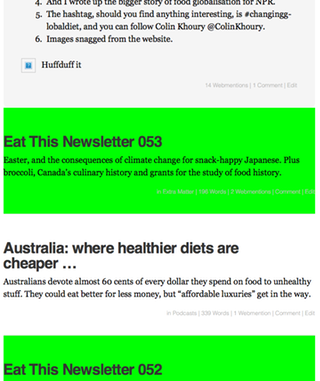 4. And I wrote up the bigger story of food globalisation for NPR.
5. The hashtag, should you find anything interesting, is #changingg-
lobaldiet, and you can follow Colin Khoury @ColinKhoury.
6. Images snagged from the website.
Huffduff it
14 Webmentions | 1 Comment | Edit
Eat This Newsletter 053
Easter, and the consequences of climate change for snack-happy Japanese. Plus
broccoli, Canada's culinary history and grants for the study of food history.
in Extra Matter | 198 Words | 2 Webmentions | Comment | Edit
Australia: where healthier diets are
cheaper …
Australians devote almost 60 cents of every dollar they spend on food to unhealthy
stuff. They could eat better for less money, but “affordable luxuries” get in the way.
in Podcasts | 339 Words | 1 Webmention | Comment | Edit
Eat This Newsletter 052